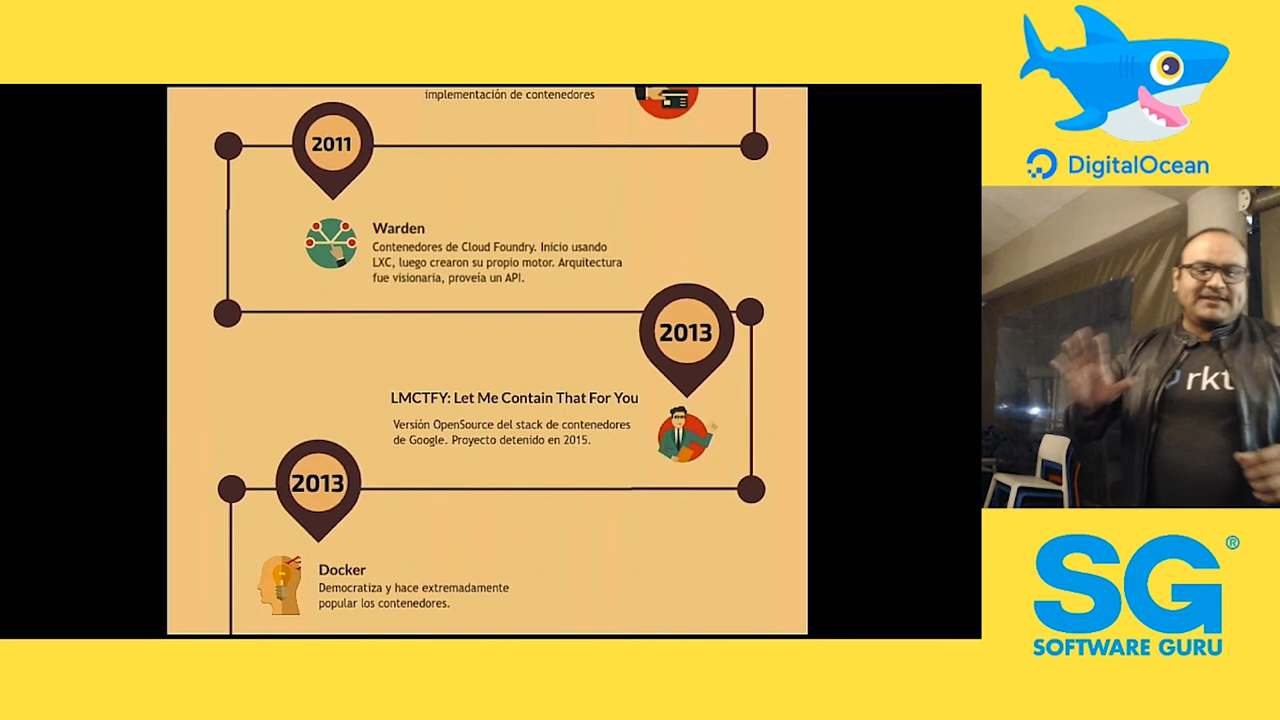 implementación de contenedores
2011
Warden
Contenedores de Cloud Foundry. Inicio usando
LXC, luego crearon su propio motor. Arquitectura
fue visionaria, proveía un API.
2013
LMCTFY: Let Me Contain That For You
Versión OpenSource del stack de contenedores
de Google. Proyecto detenido en 2015.
2013
Docker
Democratiza y hace extremadamente
popular los contenedores.
DigitalOcean
rkt
SG®
SOFTWARE GURU